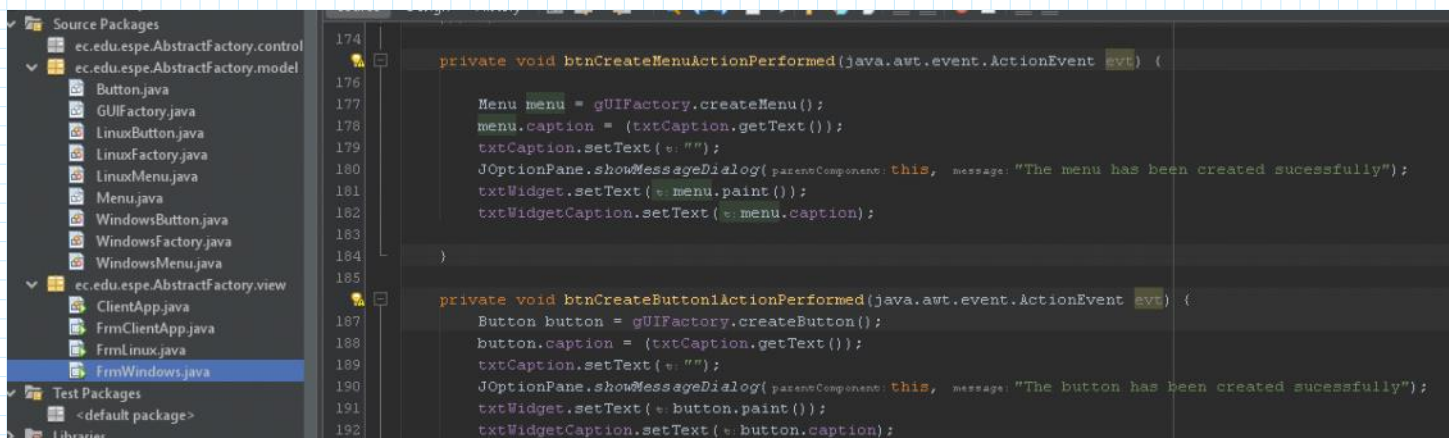 Source Packages
ec.edu.espe.AbstractFactory.control
ec.edu.espe.AbstractFactory.model
Button.java
GUIFactory.java
LinuxButton.java
LinuxFactory.java
LinuxMenu.java
Menu.java
WindowsButton.java
WindowsFactory.java
WindowsMenu.java
ec.edu.espe.AbstractFactory.view
ClientApp.java
FrmClientApp.java
FrmLinux.java
FrmWindows.java
Test Packages
<default package>
Libraries
174
private void btnCreateMenuActionPerformed(java.awt.event.ActionEvent evt) {
176
177 Menu menu = gUIFactory.createMenu();
178 menu.caption = (txtCaption.getText());
179 txtCaption.setText(t: "");
180 JOptionPane.showMessageDialog(parentComponent: this, message: "The menu has been created sucessfully");
181 txtWidget.setText(t: menu.paint());
182 txtWidgetCaption.setText(t: menu.caption);
183
184 }
185
private void btnCreateButton1ActionPerformed(java.awt.event.ActionEvent evt) {
187 Button button = gUIFactory.createButton();
188 button.caption = (txtCaption.getText());
189 txtCaption.setText(t: "");
190 JOptionPane.showMessageDialog(parentComponent: this, message: "The button has been created sucessfully");
191 txtWidget.setText(t: button.paint());
192 txtWidgetCaption.setText(t: button.caption);